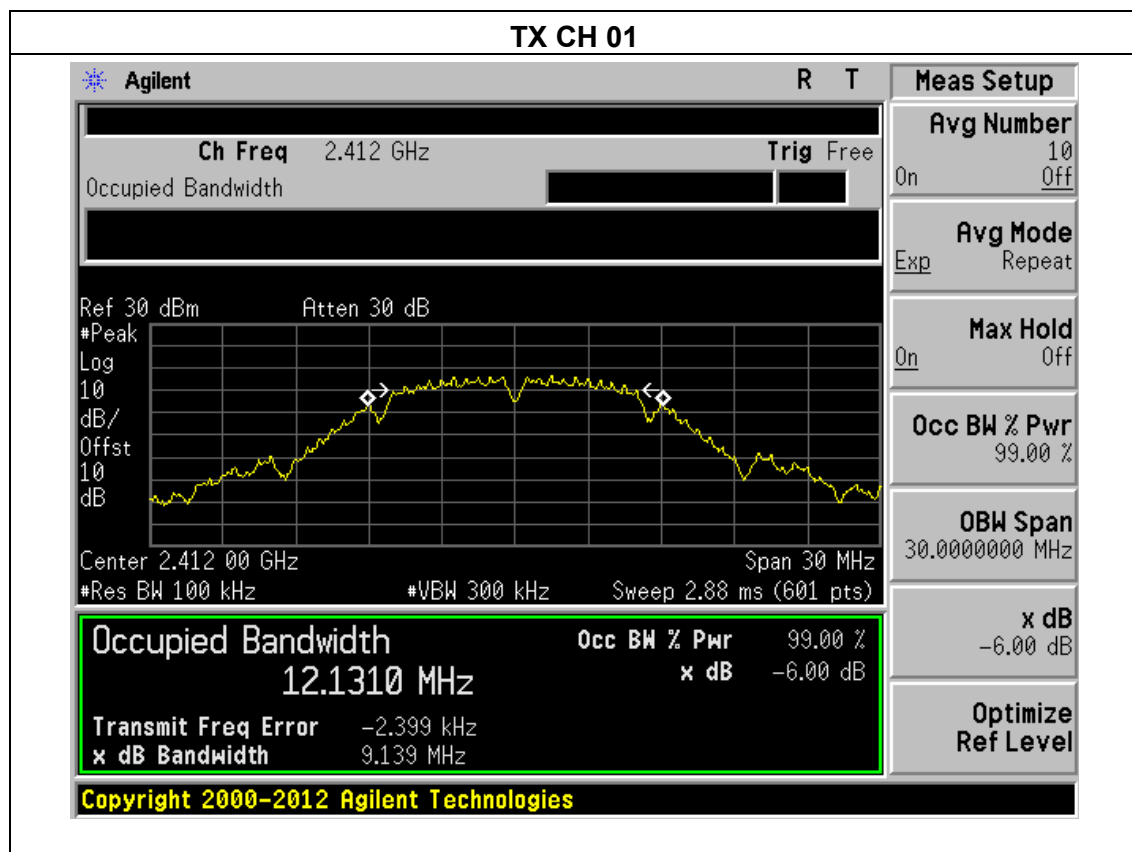 TX CH 01
Agilent R T
Ch Freq 2.412 GHz Trig Free
Occupied Bandwidth
Ref 30 dBm Atten 30 dB
#Peak
Log
10
dB/
Offst
10
dB
Center 2.412 00 GHz Span 30 MHz
#Res BW 100 kHz #VBW 300 kHz Sweep 2.88 ms (601 pts)
Occupied Bandwidth Occ BW % Pwr 99.00 %
12.1310 MHz x dB -6.00 dB
Transmit Freq Error -2.399 kHz
x dB Bandwidth 9.139 MHz
Copyright 2000-2012 Agilent Technologies
Meas Setup
Avg Number
10
On Off
Avg Mode
Exp Repeat
Max Hold
On Off
Occ BW % Pwr
99.00 %
OBW Span
30.0000000 MHz
x dB
-6.00 dB
Optimize
Ref Level